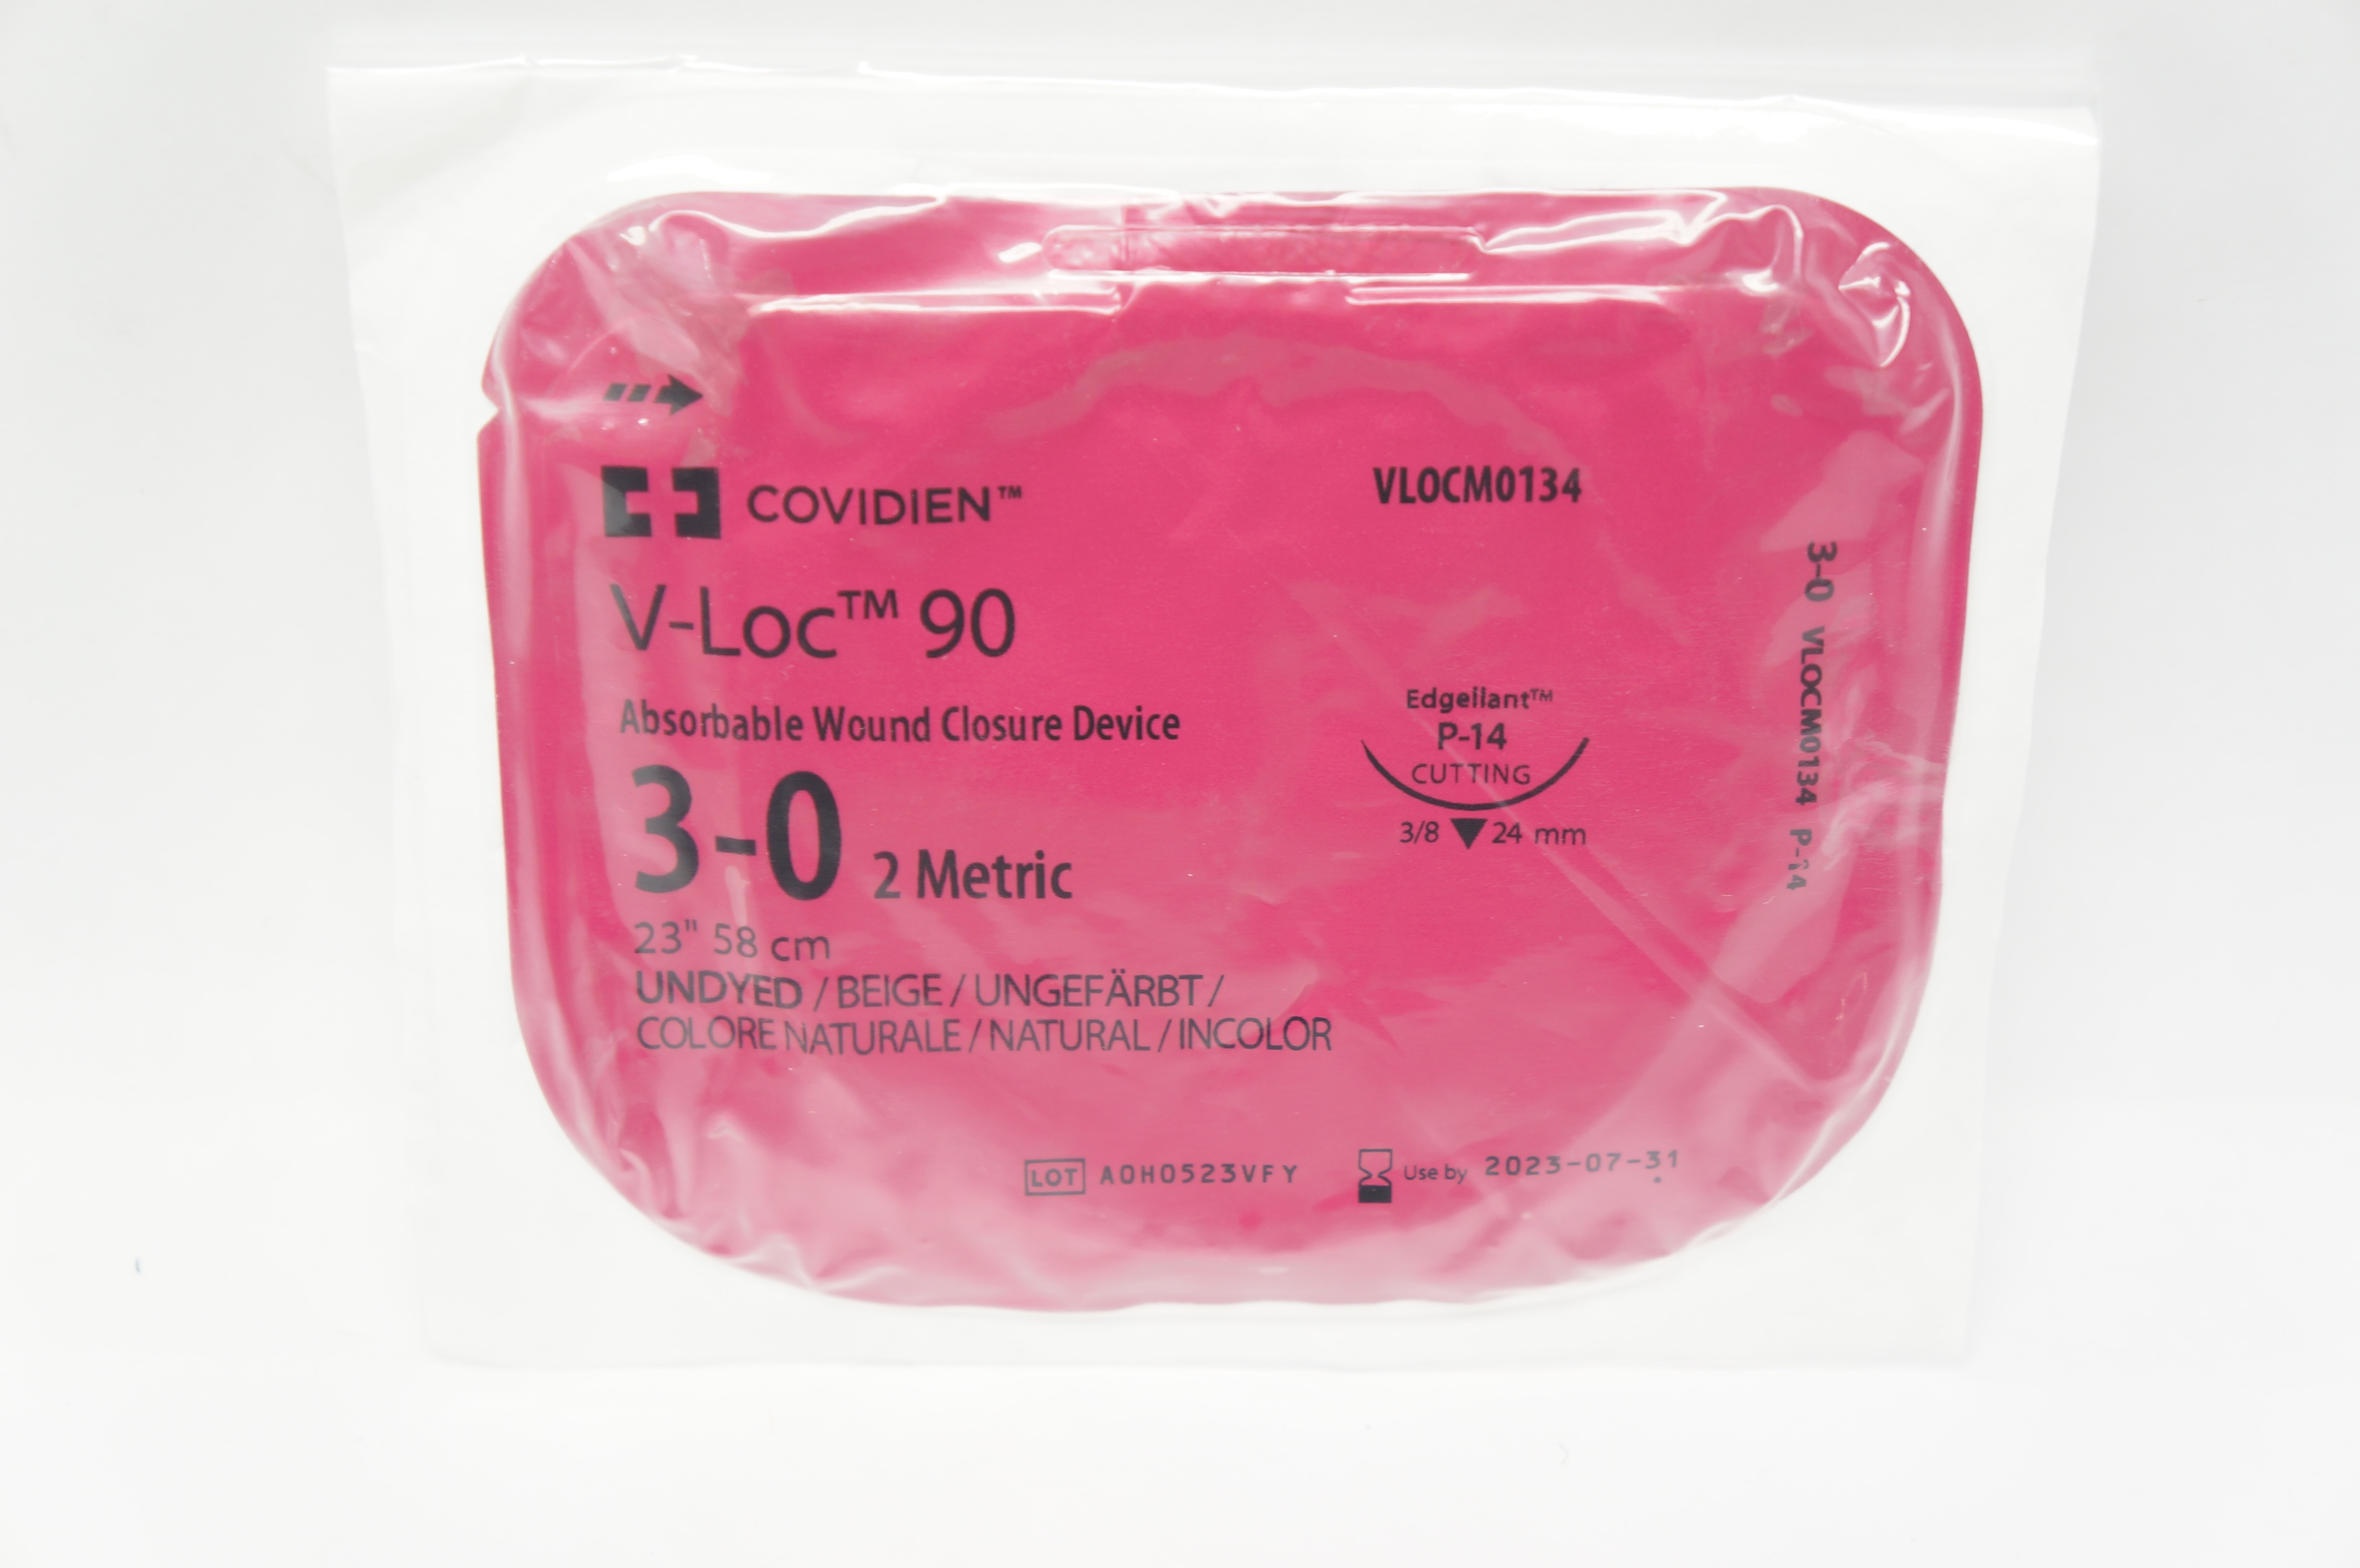 COVIDIEN™
VLOCM0134
V-Loc™ 90
Absorbable Wound Closure Device
3-0 2 Metric
23" 58 cm
UNDYED / BEIGE / UNGEFÄRBT /
COLORE NATURALE / NATURAL / INCOLOR
Edgellant™
P-14
CUTTING
3/8 ▼ 24 mm
3-0 VLOCM0134 P-14
LOT A0H0523VFY
Use by 2023-07-31